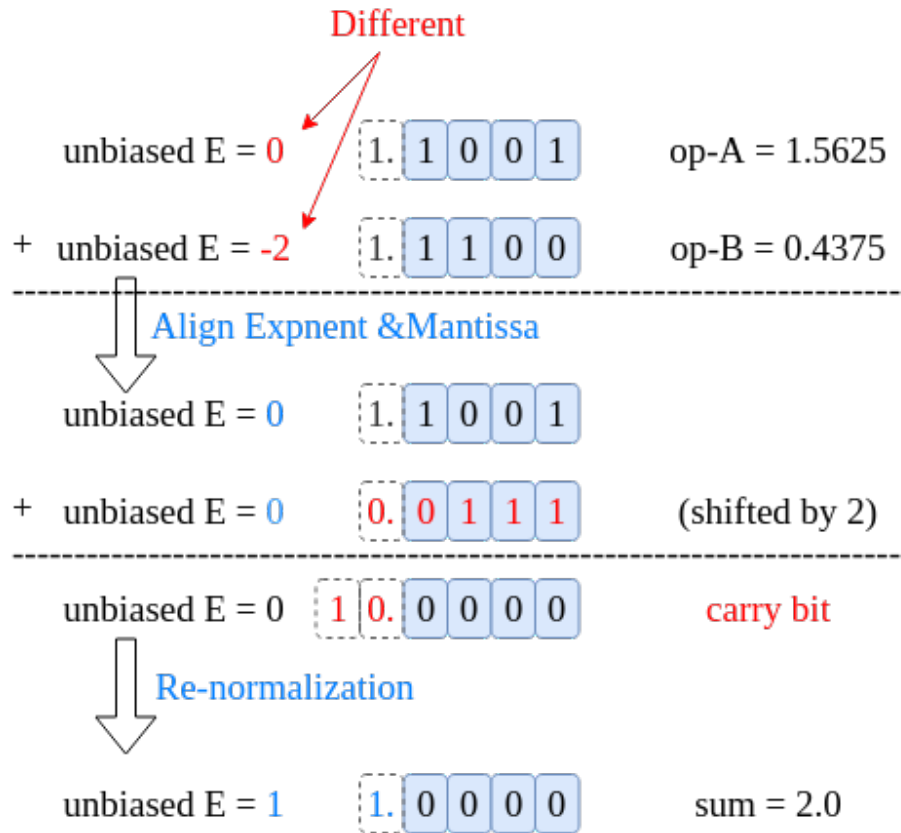 Different
unbiased E = 0 1. 1 0 0 1 op-A = 1.5625
+ unbiased E = -2 1. 1 1 0 0 op-B = 0.4375
Align Expnent &Mantissa
unbiased E = 0 1. 1 0 0 1
+ unbiased E = 0 0. 0 1 1 1 (shifted by 2)
unbiased E = 0 1 0. 0 0 0 0 carry bit
Re-normalization
unbiased E = 1 1. 0 0 0 0 sum = 2.0